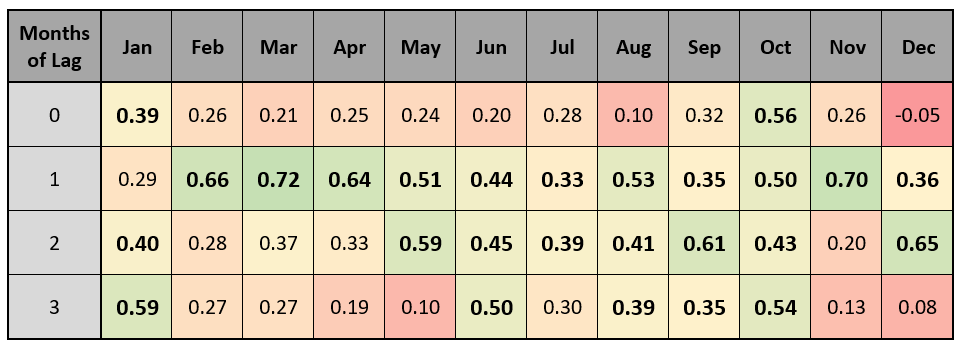 Months of Lag Jan Feb Mar Apr May Jun Jul Aug Sep Oct Nov Dec
0 0.39 0.26 0.21 0.25 0.24 0.20 0.28 0.10 0.32 0.56 0.26 -0.05
1 0.29 0.66 0.72 0.64 0.51 0.44 0.33 0.53 0.35 0.50 0.70 0.36
2 0.40 0.28 0.37 0.33 0.59 0.45 0.39 0.41 0.61 0.43 0.20 0.65
3 0.59 0.27 0.27 0.19 0.10 0.50 0.30 0.39 0.35 0.54 0.13 0.08